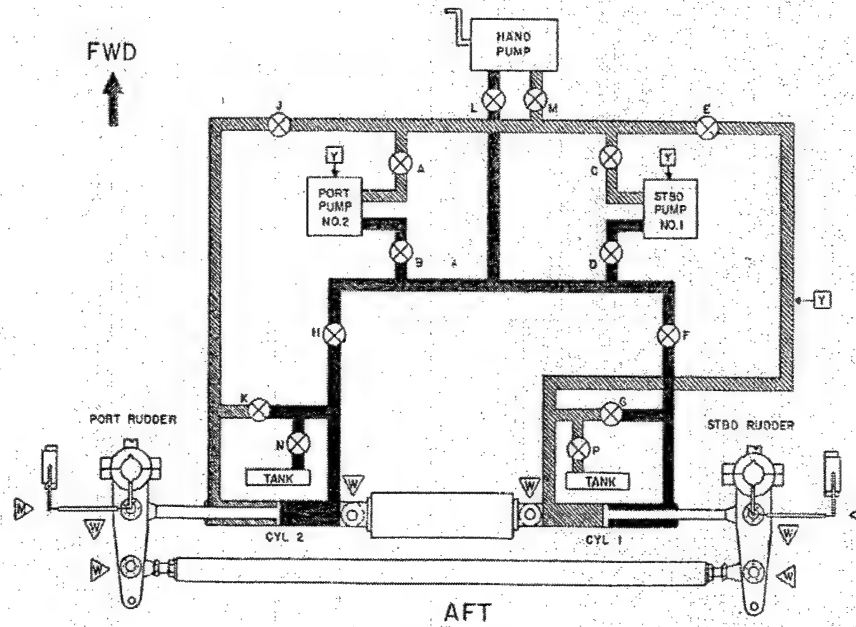 HAND
PUMP
FWD
L
M
J
E
A
C
Y
Y
PORT
PUMP
NO.2
STBD
PUMP
NO.1
B
A
D
Y
H
F
K
G
PORT RUDDER
STBD RUDDER
N
P
TANK
TANK
W
W
W
W
CYL 2
CYL 1
W
W
AFT